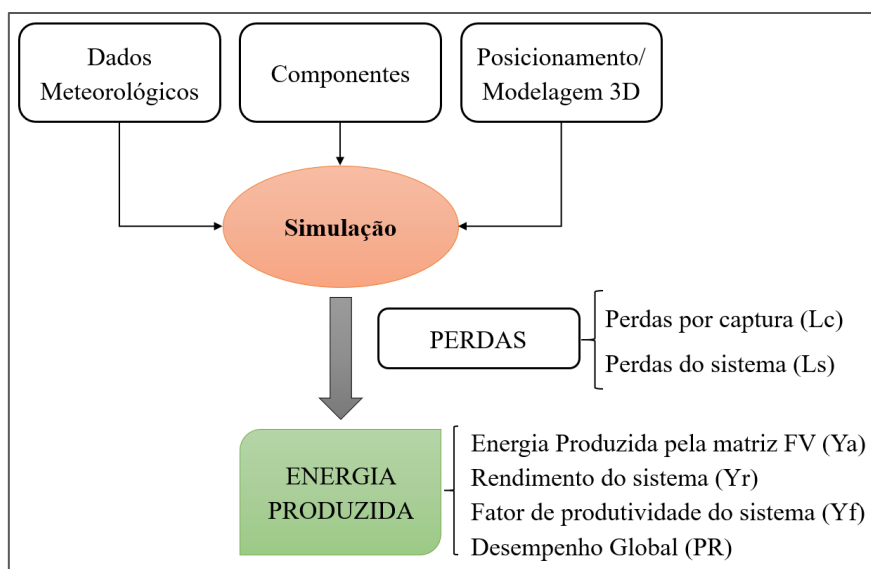 Dados
Meteorológicos
Componentes
Posicionamento/
Modelagem 3D
Simulação
PERDAS
Perdas por captura (Lc)
Perdas do sistema (Ls)
ENERGIA
PRODUZIDA
Energia Produzida pela matriz FV (Ya)
Rendimento do sistema (Yr)
Fator de produtividade do sistema (Yf)
Desempenho Global (PR)